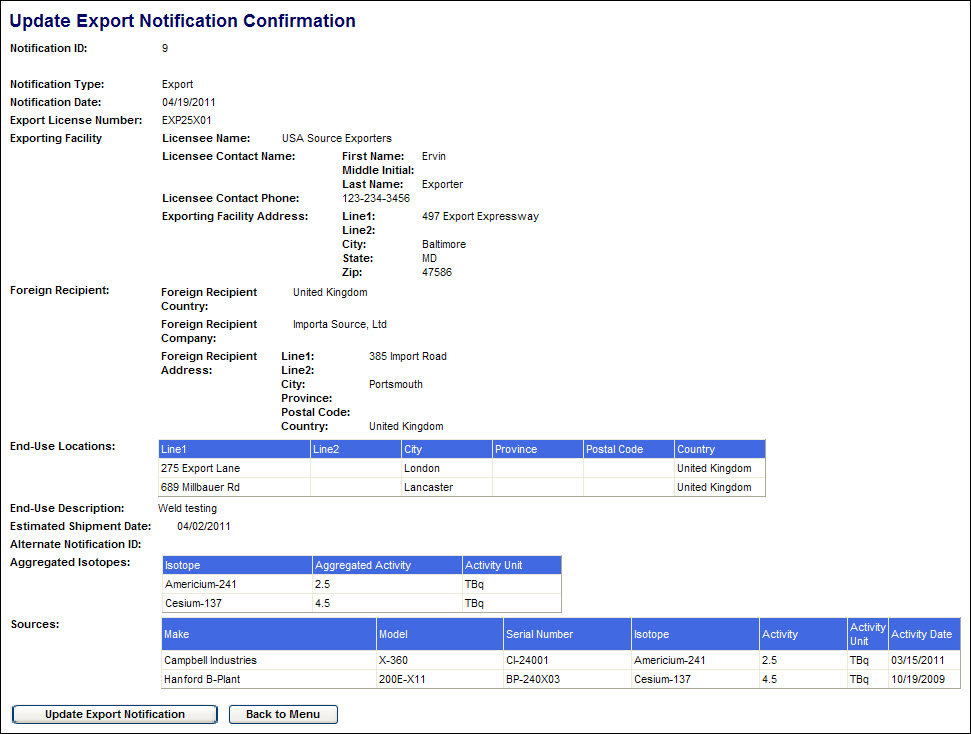 Update Export Notification Confirmation
Notification ID: 9
Notification Type: Export
Notification Date: 04/19/2011
Export License Number: EXP25X01
Exporting Facility Licensee Name: USA Source Exporters
Licensee Contact Name: First Name: Ervin
Middle Initial:
Last Name: Exporter
Licensee Contact Phone: 123-234-3456
Exporting Facility Address: Line1: 497 Export Expressway
Line2:
City: Baltimore
State: MD
Zip: 47586
Foreign Recipient: Foreign Recipient Country: United Kingdom
Foreign Recipient Company: Importa Source, Ltd
Foreign Recipient Address: Line1: 385 Import Road
Line2:
City: Portsmouth
Province:
Postal Code:
Country: United Kingdom
End-Use Locations: Line1 Line2 City Province Postal Code Country
275 Export Lane London United Kingdom
689 Millbauer Rd Lancaster United Kingdom
End-Use Description: Weld testing
Estimated Shipment Date: 04/02/2011
Alternate Notification ID:
Aggregated Isotopes: Isotope Aggregated Activity Activity Unit
Americium-241 2.5 TBq
Cesium-137 4.5 TBq
Sources: Make Model Serial Number Isotope Activity Activity Unit Activity Date
Campbell Industries X-360 CI-24001 Americium-241 2.5 TBq 03/15/2011
Hanford B-Plant 200E-X11 BP-240X03 Cesium-137 4.5 TBq 10/19/2009
Update Export Notification Back to Menu